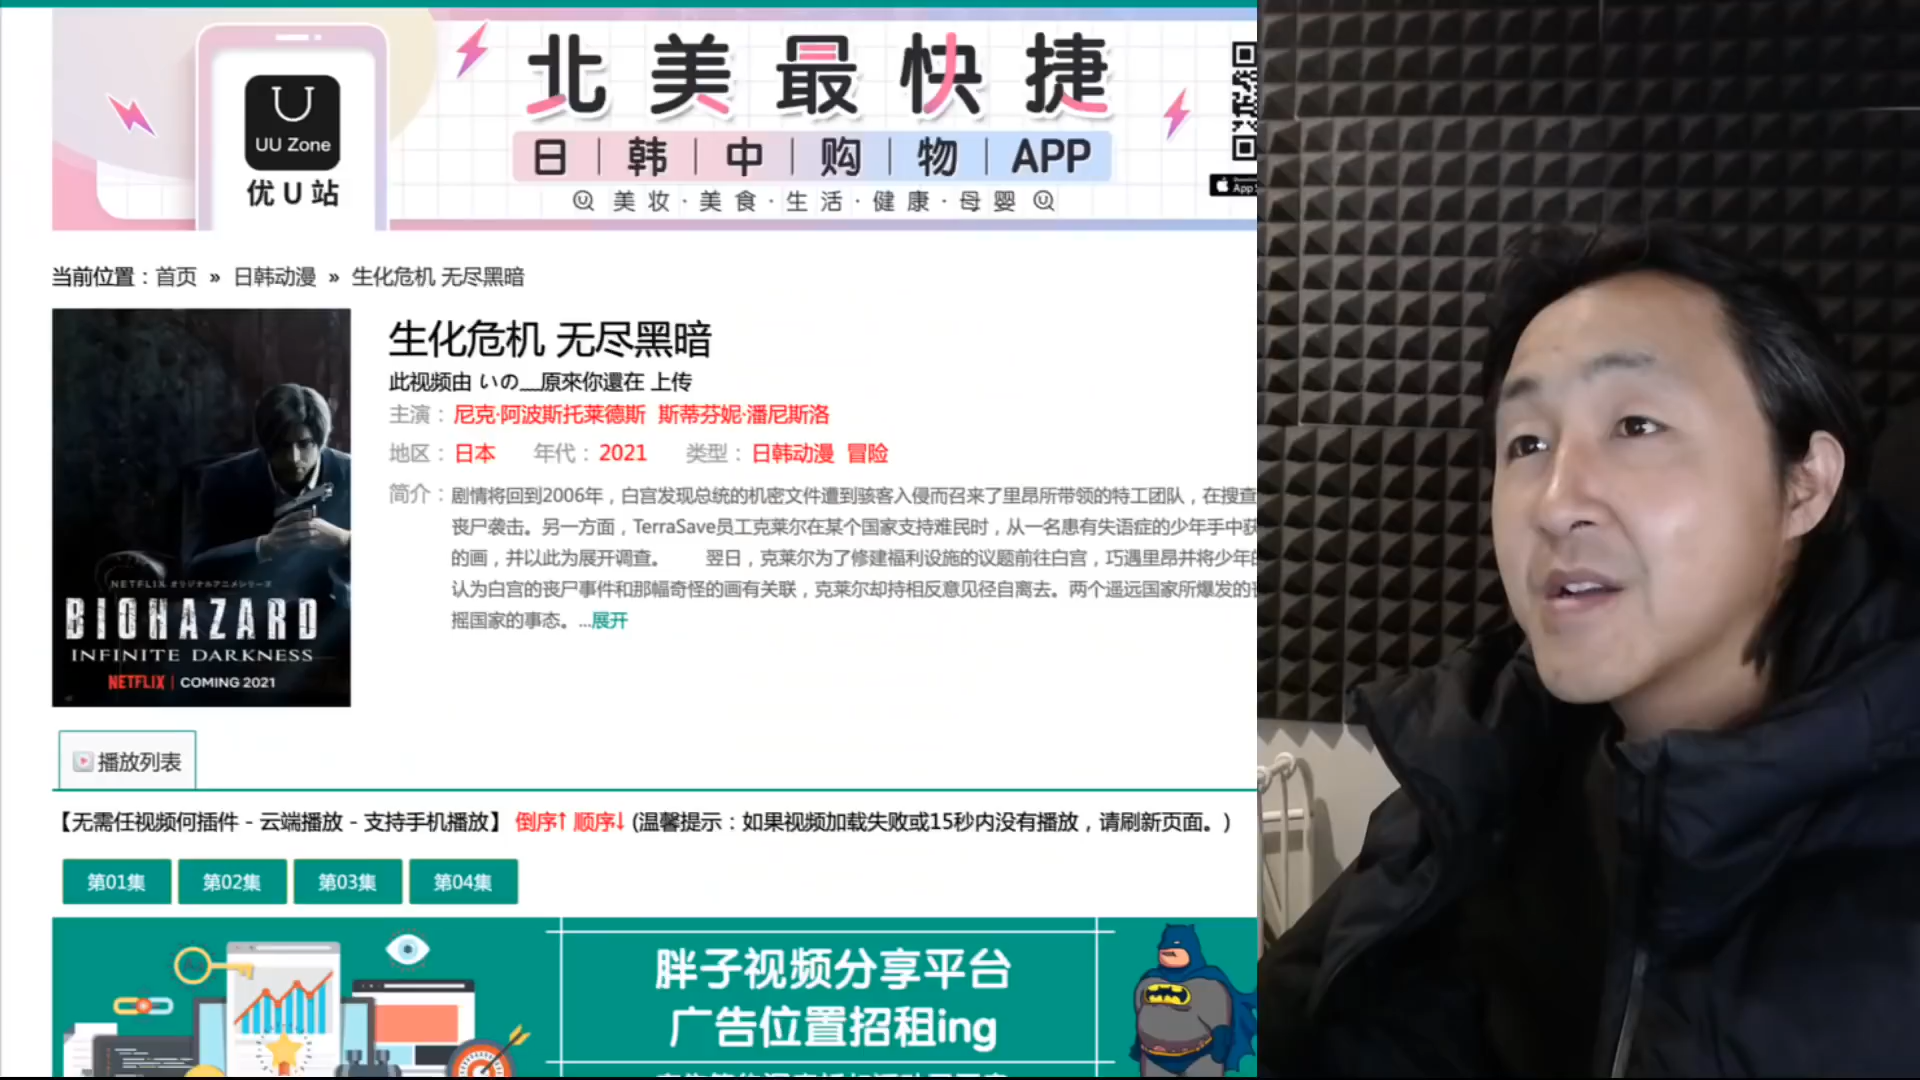 北美最快捷
UU Zone
优U站
日 | 韩 | 中 | 购 | 物 | APP
App
美妆·美食·生活·健康·母婴
当前位置：首页 » 日韩动漫 » 生化危机 无尽黑暗
生化危机 无尽黑暗
此视频由 いの__原來你還在 上传
主演：尼克·阿波斯托莱德斯 斯蒂芬妮·潘尼斯洛
地区：日本 年代：2021 类型：日韩动漫 冒险
简介：剧情将回到2006年，白宫发现总统的机密文件遭到骇客入侵而召来了里昂所带领的特工团队，在搜查
丧尸袭击。另一方面，TerraSave员工克莱尔在某个国家支持难民时，从一名患有失语症的少年手中获
的画，并以此为展开调查。 翌日，克莱尔为了修建福利设施的议题前往白宫，巧遇里昂并将少年的
认为白宫的丧尸事件和那幅奇怪的画有关联，克莱尔却持相反意见径自离去。两个遥远国家所爆发的
摇国家的事态。...展开
NETFLIX オリジナルアニメシリーズ
BIOHAZARD
INFINITE DARKNESS
NETFLIX | COMING 2021
播放列表
【无需任视频何插件 - 云端播放 - 支持手机播放】 倒序↑ 顺序↓ (温馨提示：如果视频加载失败或15秒内没有播放，请刷新页面。)
第01集 第02集 第03集 第04集
胖子视频分享平台
广告位置招租ing